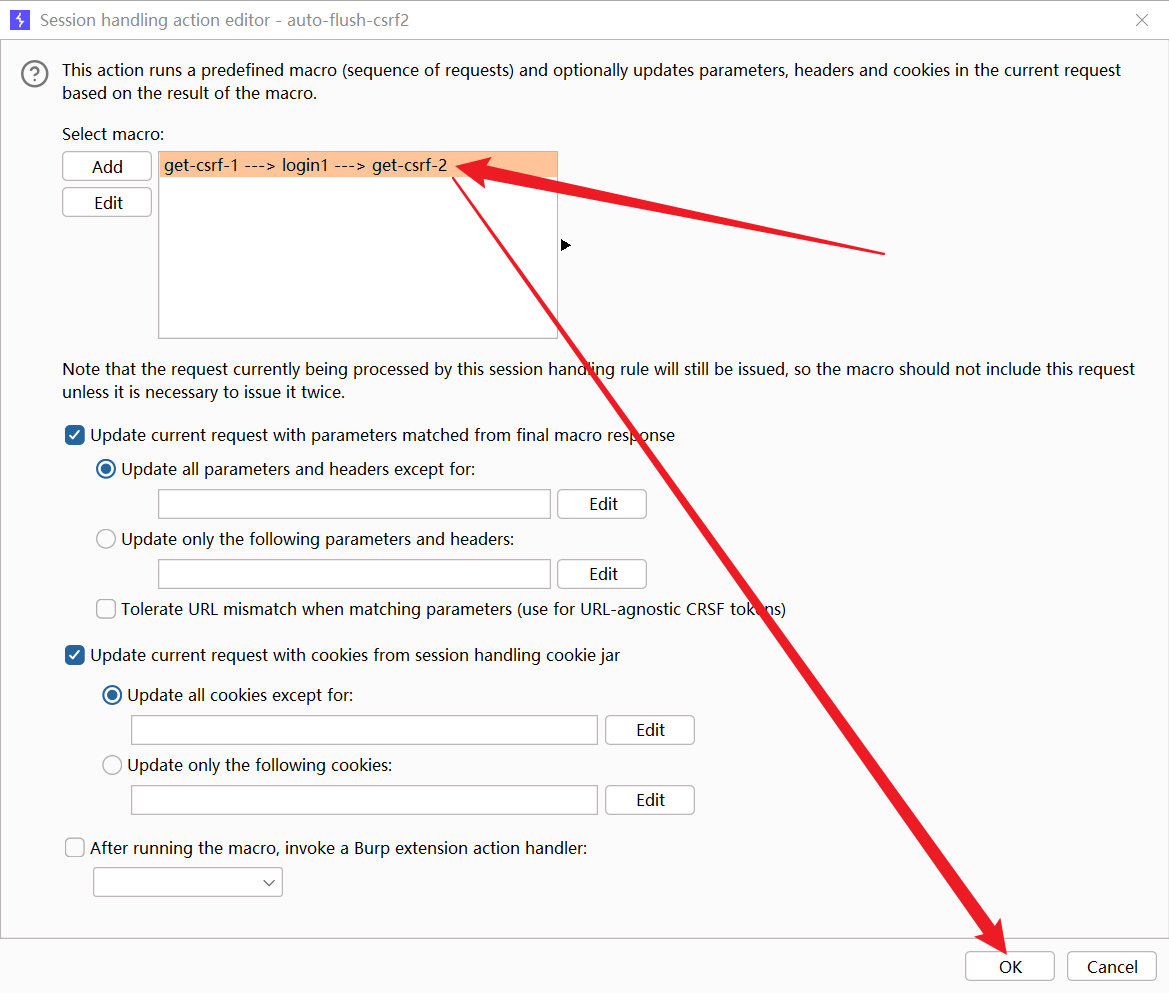 Session handling action editor - auto-flush-csrf2
This action runs a predefined macro (sequence of requests) and optionally updates parameters, headers and cookies in the current request
based on the result of the macro.
Select macro:
Add
get-csrf-1 ---> login1 ---> get-csrf-2
Edit
Note that the request currently being processed by this session handling rule will still be issued, so the macro should not include this request
unless it is necessary to issue it twice.
Update current request with parameters matched from final macro response
Update all parameters and headers except for:
Edit
Update only the following parameters and headers:
Edit
Tolerate URL mismatch when matching parameters (use for URL-agnostic CRSF tokens)
Update current request with cookies from session handling cookie jar
Update all cookies except for:
Edit
Update only the following cookies:
Edit
After running the macro, invoke a Burp extension action handler:
OK
Cancel